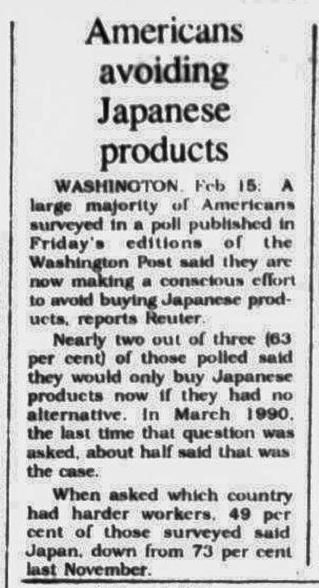 Americans
avoiding
Japanese
products
WASHINGTON, Feb 15: A
large majority of Americans
surveyed in a poll published in
Friday's editions of the
Washington Post said they are
now making a conscious effort
to avoid buying Japanese prod-
ucts, reports Reuter.
Nearly two out of three (63
per cent) of those polled said
they would only buy Japanese
products now if they had no
alternative. In March 1990,
the last time that question was
asked, about half said that was
the case.
When asked which country
had harder workers, 49 per
cent of those surveyed said
Japan, down from 73 per cent
last November.